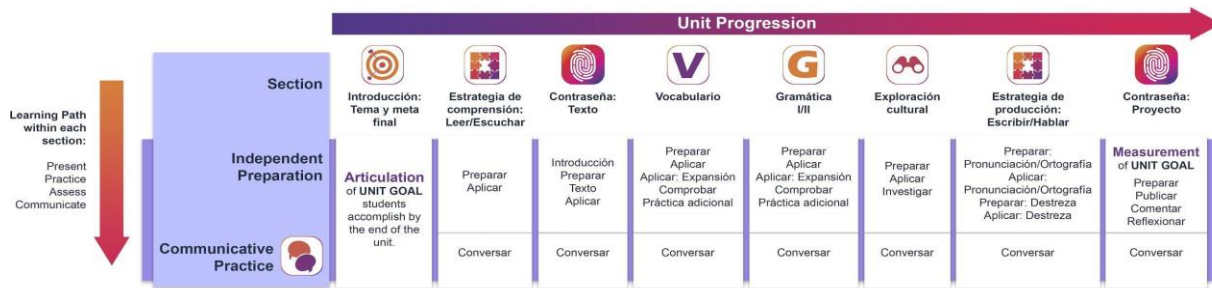 Unit Progression
Learning Path
within each
section:
Present
Practice
Assess
Communicate
Section
Introducción:
Tema y meta
final
Estrategia de
comprensión:
Leer/Escuchar
Contraseña:
Texto
V
Vocabulario
G
Gramática
I/II
Exploración
cultural
Estrategia de
producción:
Escribir/Hablar
Contraseña:
Proyecto
Independent
Preparation
Articulation
of UNIT GOAL
students
accomplish by
the end of the
unit.
Preparar
Aplicar
Introducción
Preparar
Texto
Aplicar
Preparar
Aplicar
Aplicar: Expansión
Comprobar
Práctica adicional
Preparar
Aplicar
Aplicar: Expansión
Comprobar
Práctica adicional
Preparar
Aplicar
Investigar
Preparar:
Pronunciación/Ortografía
Aplicar:
Pronunciación/Ortografía
Preparar: Destreza
Aplicar: Destreza
Measurement
of UNIT GOAL
Preparar
Publicar
Comentar
Reflexionar
Communicative
Practice
Conversar
Conversar
Conversar
Conversar
Conversar
Conversar
Conversar